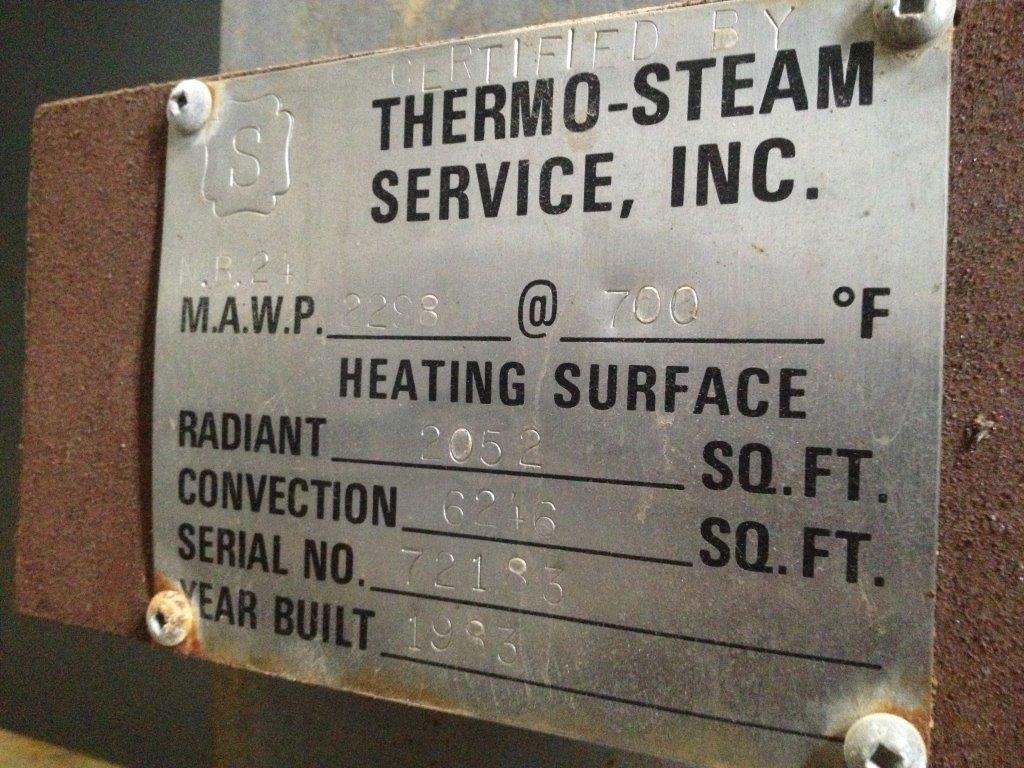 CERTIFIED BY
THERMO-STEAM
SERVICE, INC.
S
N.B.24
M.A.W.P. 2298 @ 700 °F
HEATING SURFACE
RADIANT 2052 SQ.FT.
CONVECTION 6246 SQ.FT.
SERIAL NO. 72183
YEAR BUILT 1983